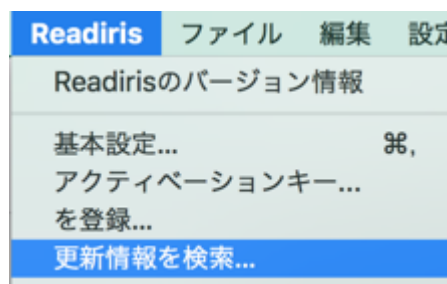 Readiris ファイル 編集 設定
Readirisのバージョン情報
基本設定... ⌘,
アクティベーションキー...
を登録...
更新情報を検索...